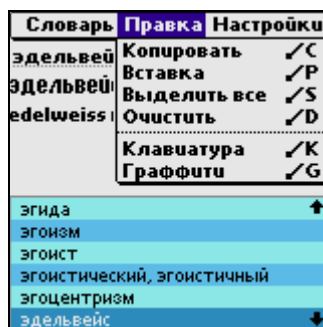 Словарь Правка Настройки
эдельвей
эдельвей
edelweiss
Копировать ⁄C
Вставка ⁄P
Выделить все ⁄S
Очистить ⁄D
Клавиатура ⁄K
Граффити ⁄G
эгида
эгоизм
эгоист
эгоистический, эгоистичный
эгоцентризм
эдельвейс